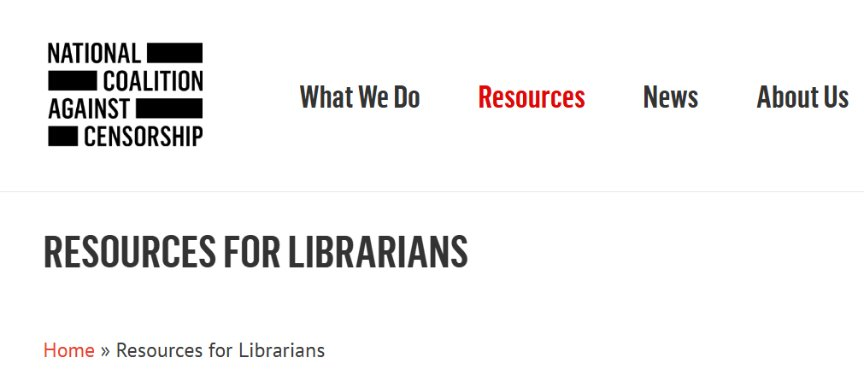 NATIONAL
COALITION
AGAINST
CENSORSHIP
What We Do Resources News About Us
RESOURCES FOR LIBRARIANS
Home » Resources for Librarians